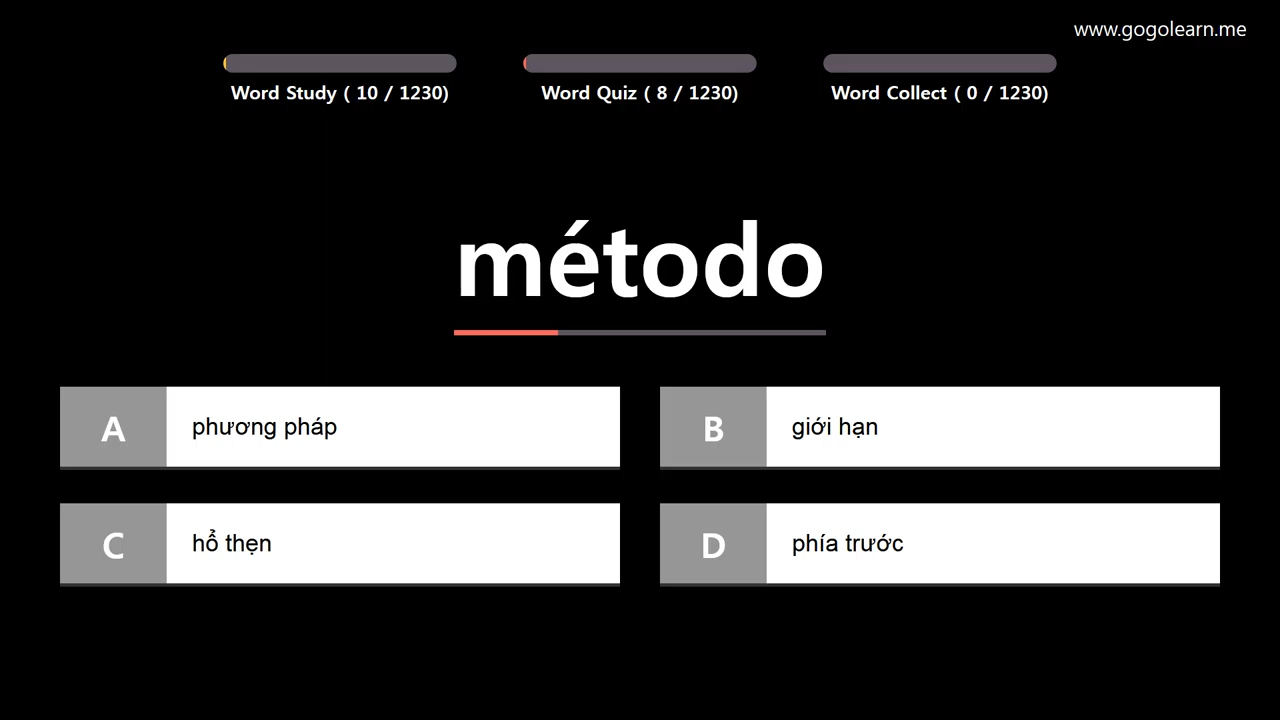 www.gogolearn.me
Word Study ( 10 / 1230)
Word Quiz ( 8 / 1230)
Word Collect ( 0 / 1230)
método
A phương pháp
B giới hạn
C hổ thẹn
D phía trước